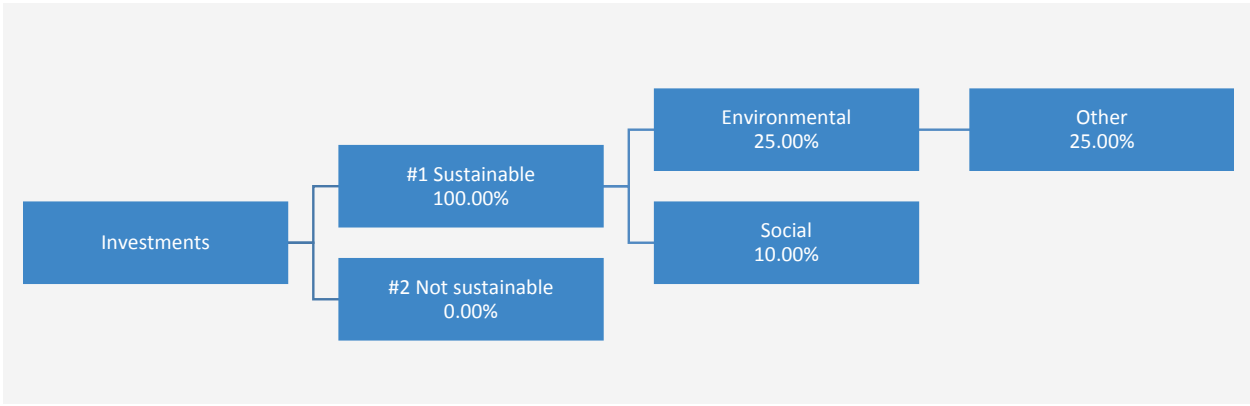 Investments
#1 Sustainable
100.00%
#2 Not sustainable
0.00%
Environmental
25.00%
Social
10.00%
Other
25.00%